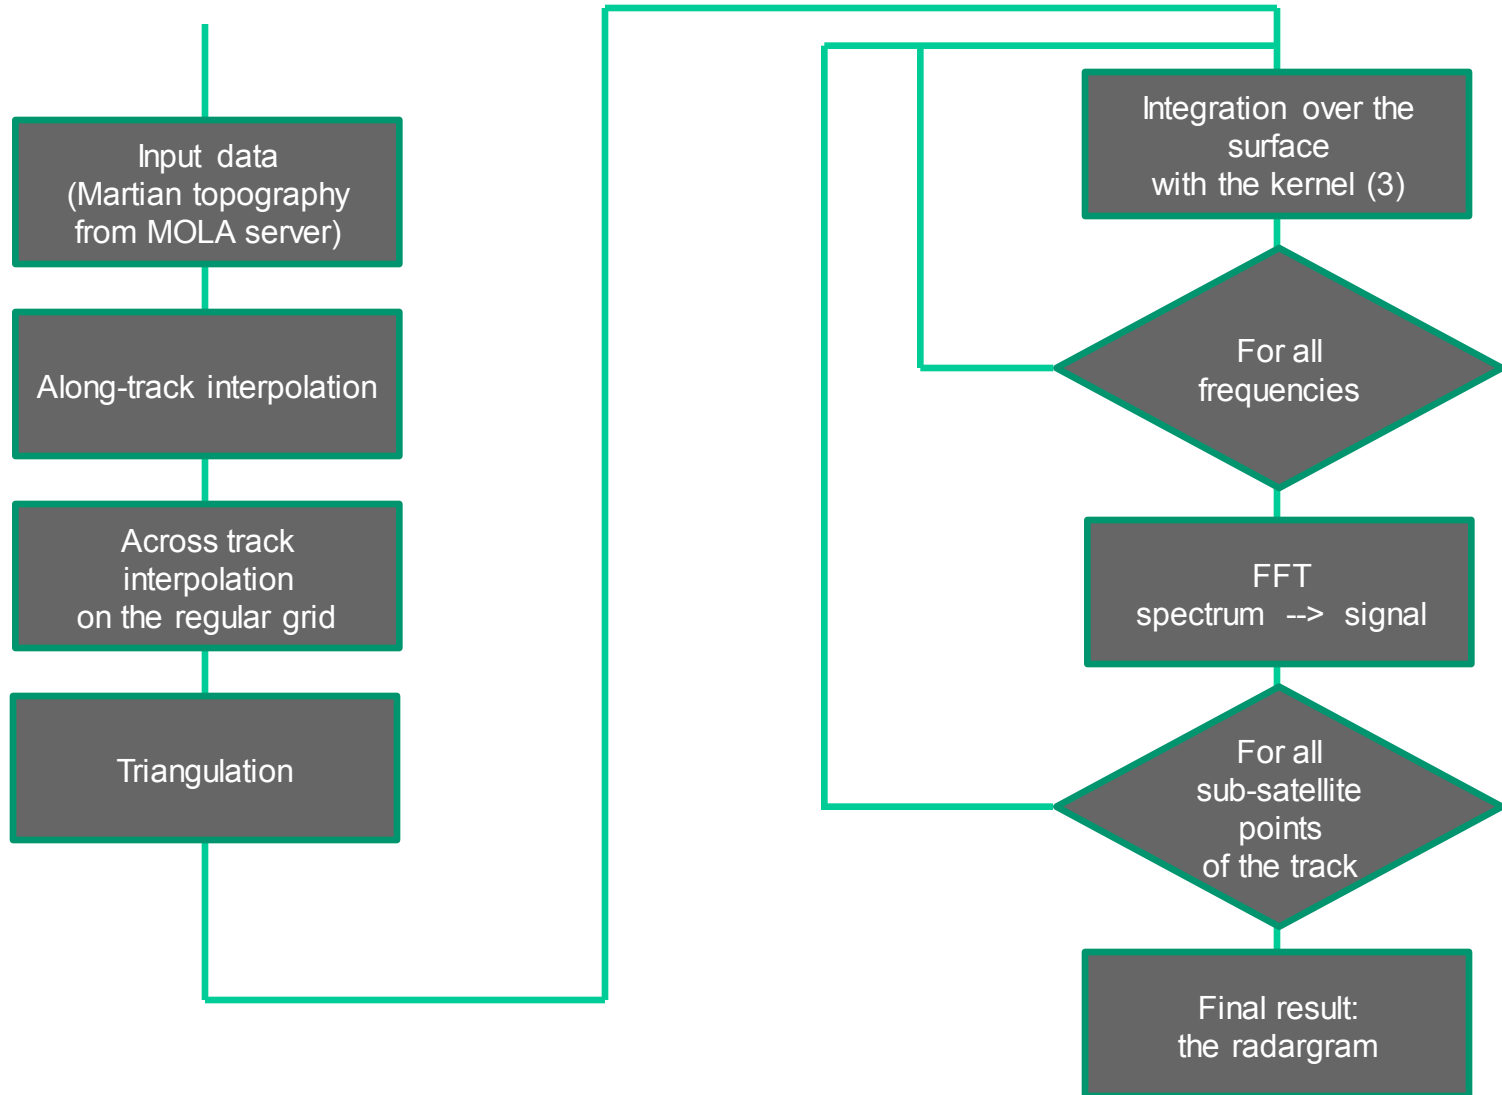 Input data
(Martian topography
from MOLA server)
Along-track interpolation
Across track
interpolation
on the regular grid
Triangulation
Integration over the
surface
with the kernel (3)
For all
frequencies
FFT
spectrum --> signal
For all
sub-satellite
points
of the track
Final result:
the radargram